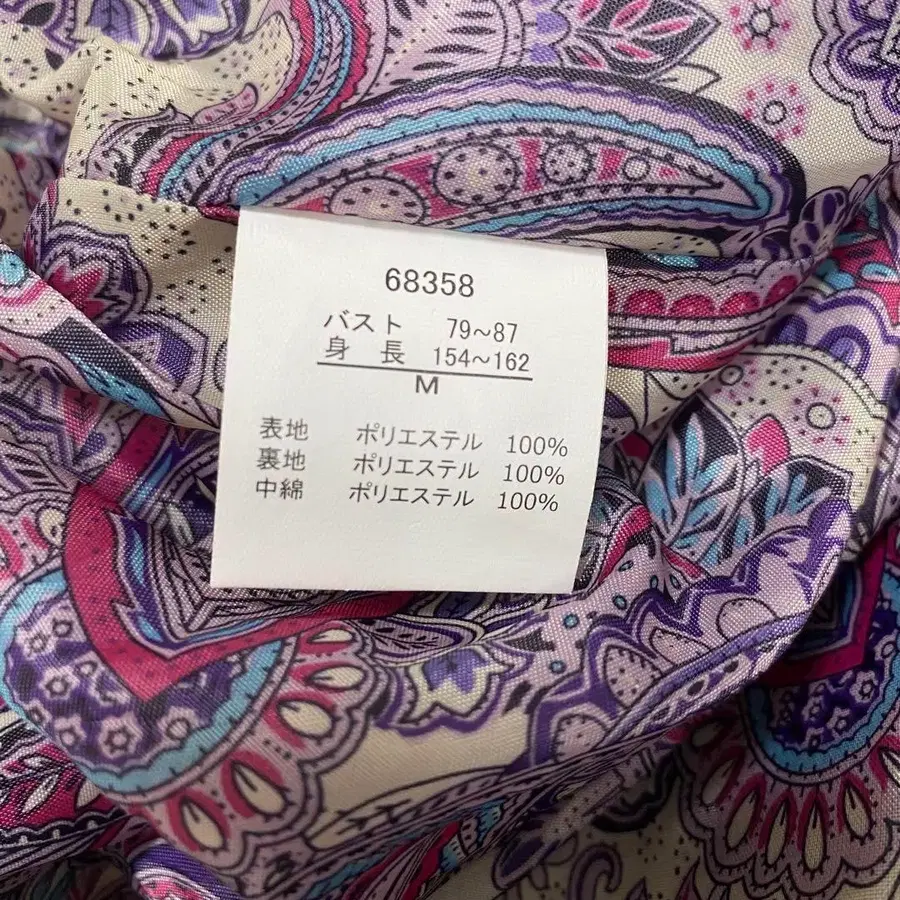 68358
バスト 79~87
身 長 154~162
M
表地 ポリエステル 100%
裏地 ポリエステル 100%
中綿 ポリエステル 100%